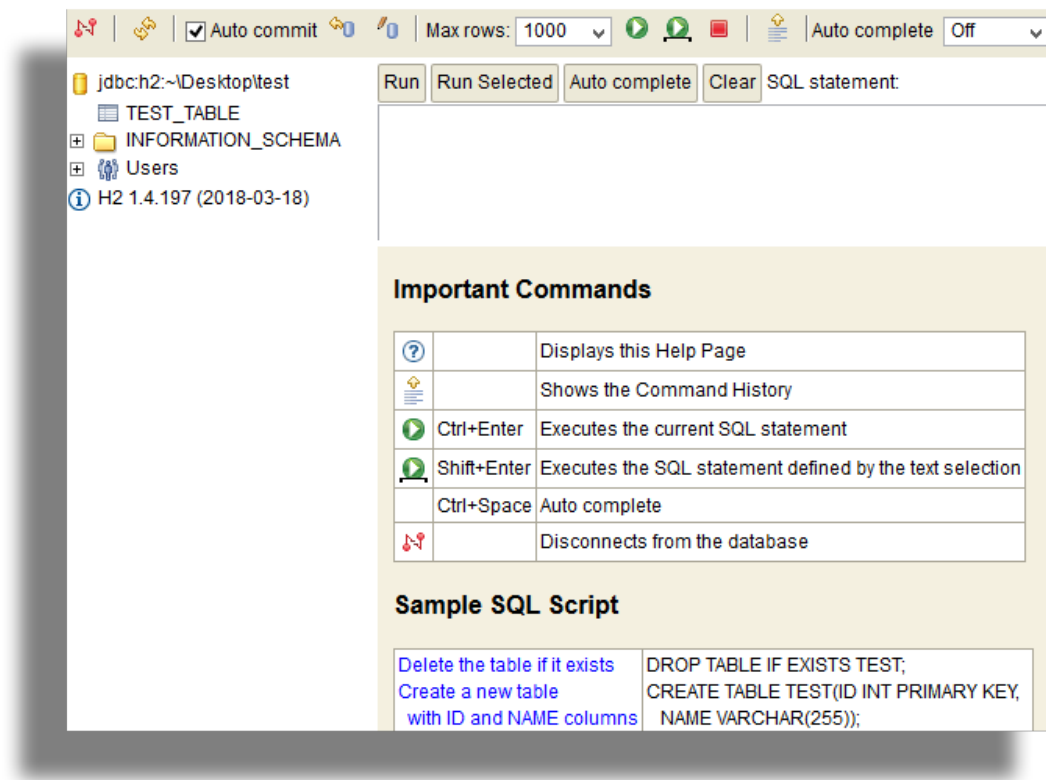 Auto commit Max rows: 1000 Auto complete Off
jdbc:h2:~\Desktop\test
TEST_TABLE
INFORMATION_SCHEMA
Users
H2 1.4.197 (2018-03-18)
Run Run Selected Auto complete Clear SQL statement:
Important Commands
Displays this Help Page
Shows the Command History
Ctrl+Enter Executes the current SQL statement
Shift+Enter Executes the SQL statement defined by the text selection
Ctrl+Space Auto complete
Disconnects from the database
Sample SQL Script
Delete the table if it exists DROP TABLE IF EXISTS TEST;
Create a new table CREATE TABLE TEST(ID INT PRIMARY KEY,
with ID and NAME columns NAME VARCHAR(255));